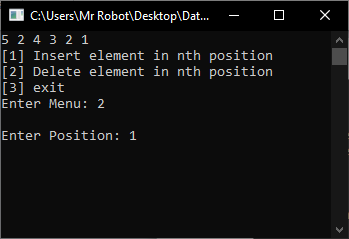 C:\Users\Mr Robot\Desktop\Dat...
5 2 4 3 2 1
[1] Insert element in nth position
[2] Delete element in nth position
[3] exit
Enter Menu: 2
Enter Position: 1